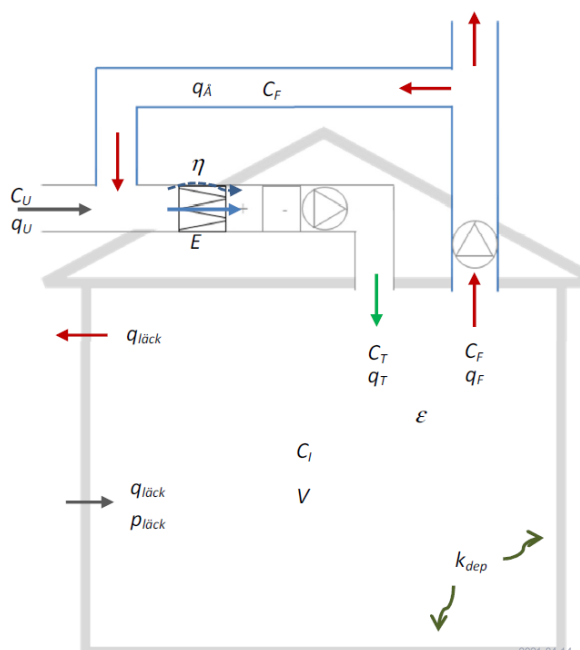 q_Å C_F
η
C_U
q_U
+
-
E
q_läck
C_T C_F
q_T q_F
ε
C_I
q_läck V
p_läck
k_dep